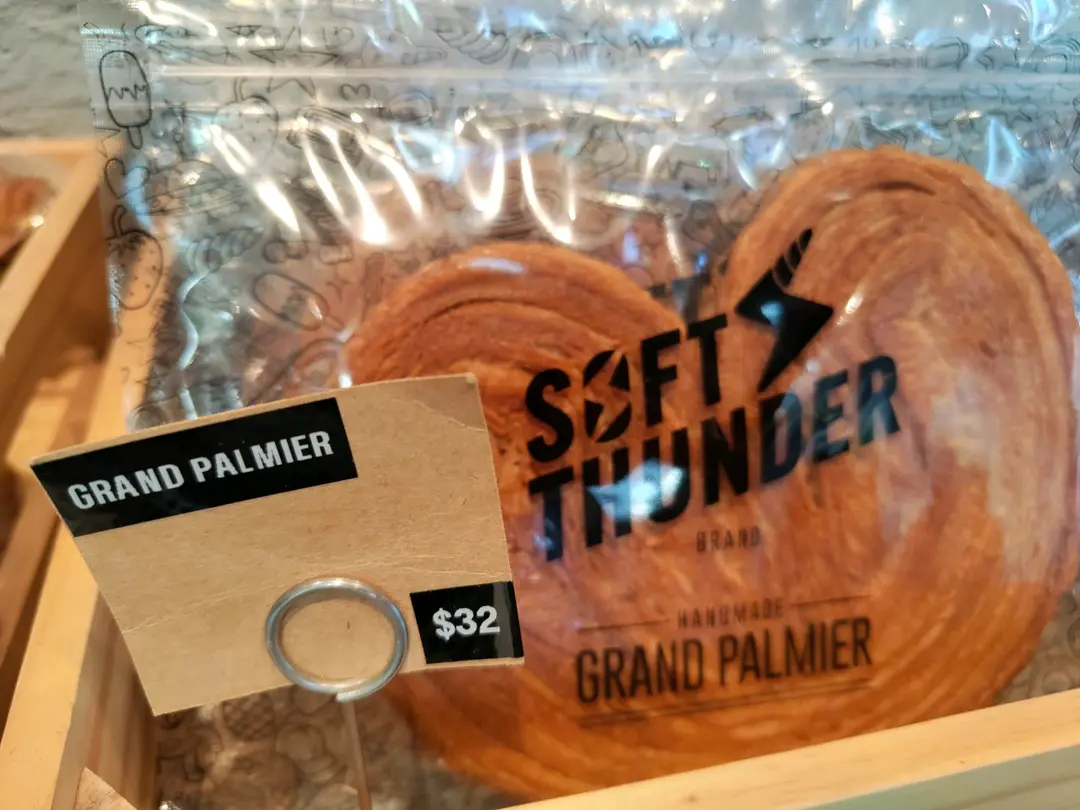 GRAND PALMIER
$32
SOFT
THUNDER
BRAND
HANDMADE
GRAND PALMIER